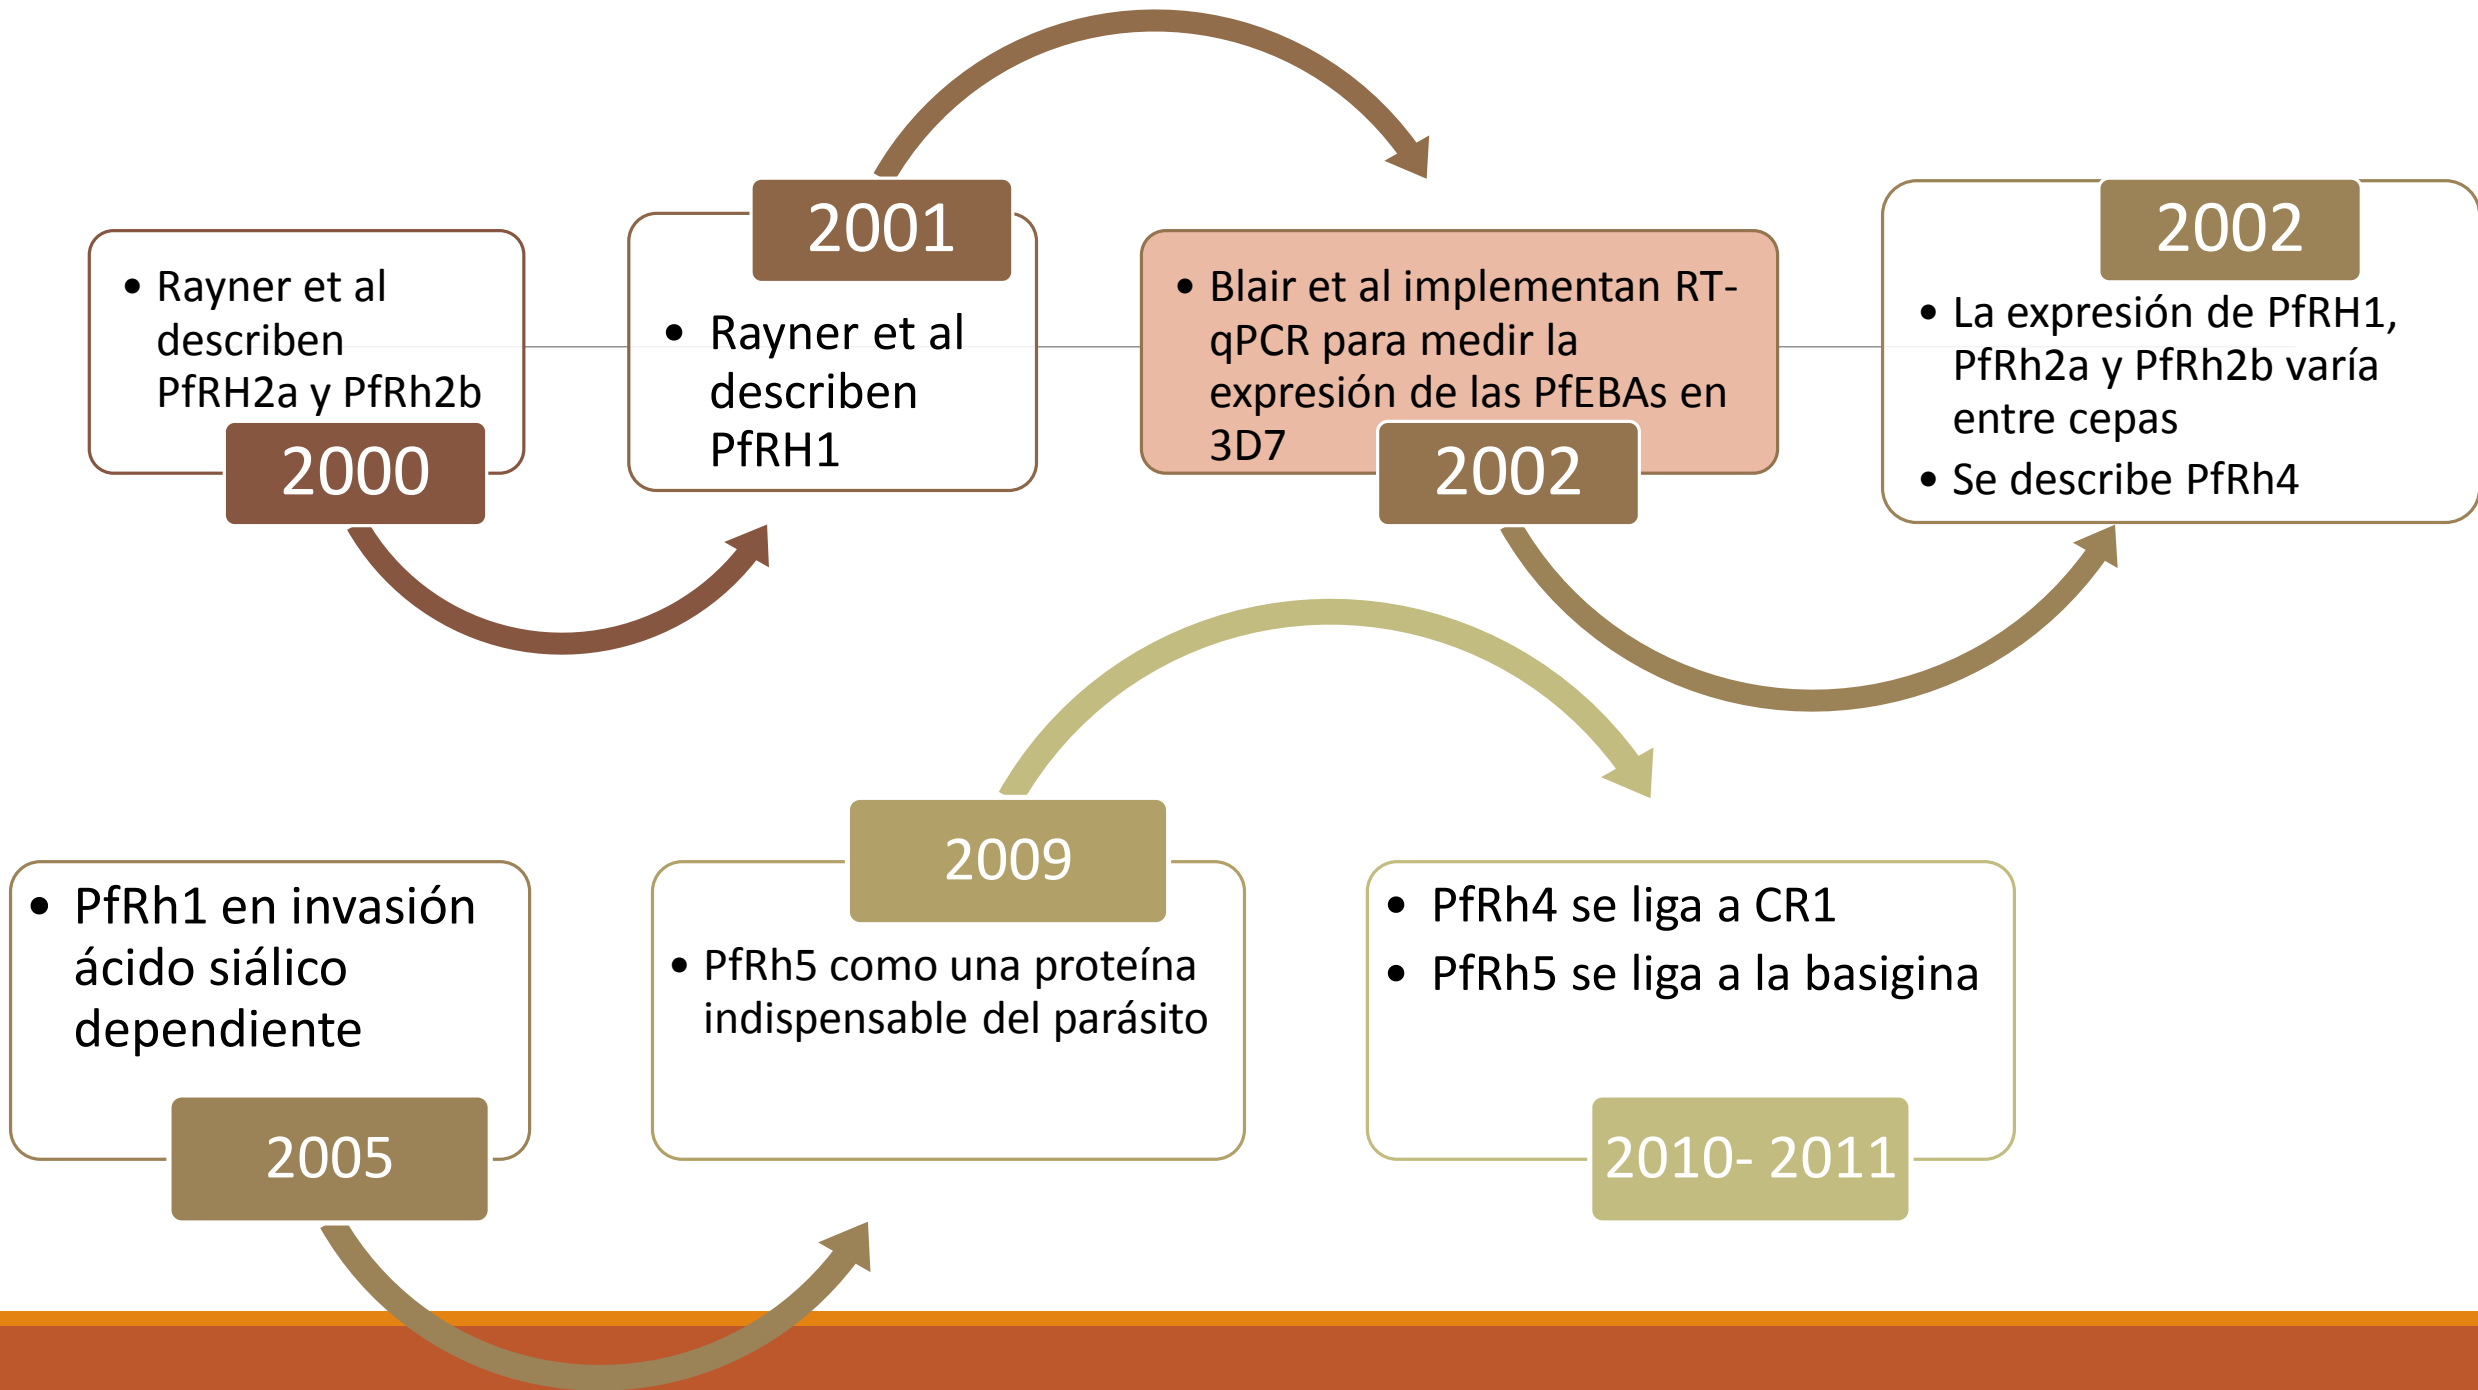 • Rayner et al
describen
PfRH2a y PfRh2b
2000
2001
• Rayner et al
describen
PfRH1
• Blair et al implementan RT-
qPCR para medir la
expresión de las PfEBAs en
3D7
2002
2002
• La expresión de PfRH1,
PfRh2a y PfRh2b varía
entre cepas
• Se describe PfRh4
• PfRh1 en invasión
ácido siálico
dependiente
2005
2009
• PfRh5 como una proteína
indispensable del parásito
• PfRh4 se liga a CR1
• PfRh5 se liga a la basigina
2010- 2011